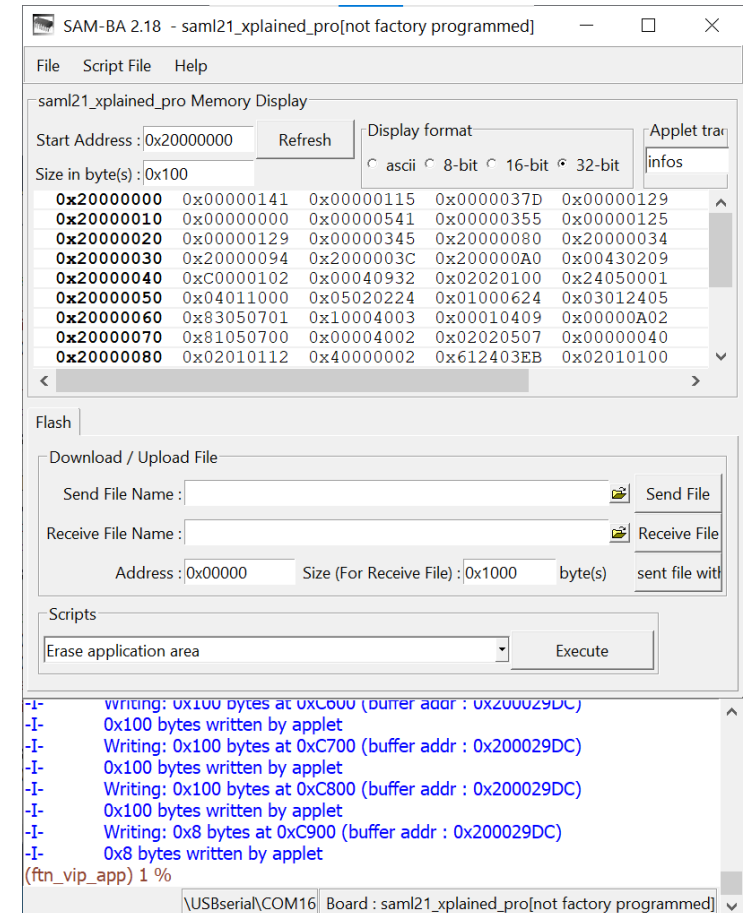 SAM-BA 2.18 - saml21_xplained_pro[not factory programmed]
File Script File Help
saml21_xplained_pro Memory Display
Start Address : 0x20000000 Refresh
Size in byte(s) : 0x100
Display format
ascii 8-bit 16-bit 32-bit
Applet trac
infos
0x20000000 0x00000141 0x00000115 0x0000037D 0x00000129
0x20000010 0x00000000 0x00000541 0x00000355 0x00000125
0x20000020 0x00000129 0x00000345 0x20000080 0x20000034
0x20000030 0x20000094 0x2000003C 0x200000A0 0x00430209
0x20000040 0xC0000102 0x00040932 0x02020100 0x24050001
0x20000050 0x04011000 0x05020224 0x01000624 0x03012405
0x20000060 0x83050701 0x10004003 0x00010409 0x00000A02
0x20000070 0x81050700 0x00004002 0x02020507 0x00000040
0x20000080 0x02010112 0x40000002 0x612403EB 0x02010100
Flash
Download / Upload File
Send File Name : Send File
Receive File Name : Receive File
Address : 0x00000 Size (For Receive File) : 0x1000 byte(s) sent file with
Scripts
Erase application area Execute
-I- Writing: 0x100 bytes at 0xC600 (buffer addr : 0x200029DC)
-I- 0x100 bytes written by applet
-I- Writing: 0x100 bytes at 0xC700 (buffer addr : 0x200029DC)
-I- 0x100 bytes written by applet
-I- Writing: 0x100 bytes at 0xC800 (buffer addr : 0x200029DC)
-I- 0x100 bytes written by applet
-I- Writing: 0x8 bytes at 0xC900 (buffer addr : 0x200029DC)
-I- 0x8 bytes written by applet
(ftn_vip_app) 1 %
\USBserial\COM16 Board : saml21_xplained_pro[not factory programmed]